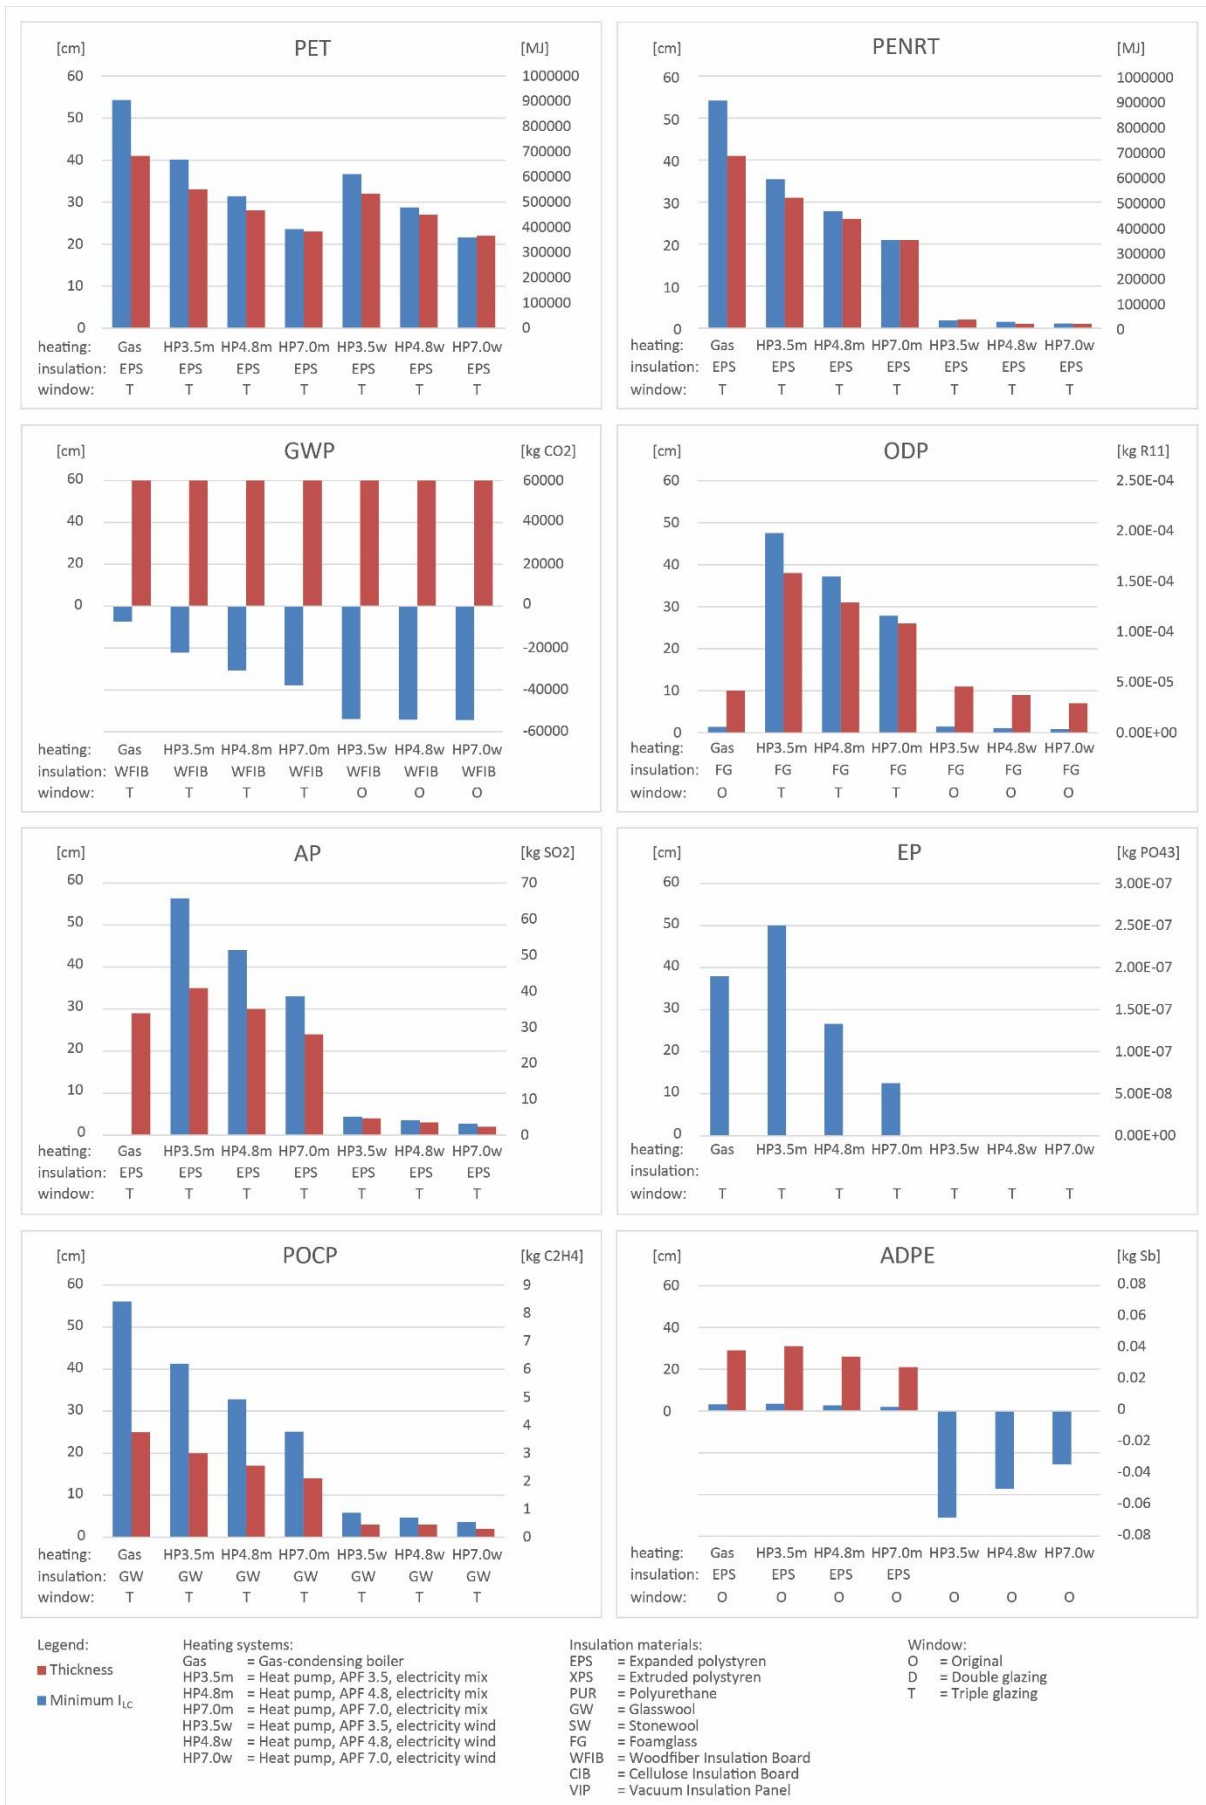 [cm] PET [MJ]
60 1000000
900000
50 800000
40 700000
600000
30 500000
400000
20 300000
10 200000
100000
0 0
heating: Gas HP3.5m HP4.8m HP7.0m HP3.5w HP4.8w HP7.0w
insulation: EPS EPS EPS EPS EPS EPS EPS
window: T T T T T T T
[cm] PENRT [MJ]
60 1000000
900000
50 800000
40 700000
600000
30 500000
400000
20 300000
10 200000
100000
0 0
heating: Gas HP3.5m HP4.8m HP7.0m HP3.5w HP4.8w HP7.0w
insulation: EPS EPS EPS EPS EPS EPS EPS
window: T T T T T T T
[cm] GWP [kg CO2]
60 60000
40 40000
20 20000
0 0
-20000
-40000
-60000
heating: Gas HP3.5m HP4.8m HP7.0m HP3.5w HP4.8w HP7.0w
insulation: WFIB WFIB WFIB WFIB WFIB WFIB WFIB
window: T T T T O O O
[cm] ODP [kg R11]
60 2.50E-04
50 2.00E-04
40 1.50E-04
30
20 1.00E-04
10 5.00E-05
0 0.00E+00
heating: Gas HP3.5m HP4.8m HP7.0m HP3.5w HP4.8w HP7.0w
insulation: FG FG FG FG FG FG FG
window: O T T T O O O
[cm] AP [kg SO2]
60 70
50 60
50
40 40
30 30
20 20
10 10
0 0
heating: Gas HP3.5m HP4.8m HP7.0m HP3.5w HP4.8w HP7.0w
insulation: EPS EPS EPS EPS EPS EPS EPS
window: T T T T T T T
[cm] EP [kg PO43]
60 3.00E-07
50 2.50E-07
40 2.00E-07
30 1.50E-07
20 1.00E-07
10 5.00E-08
0 0.00E+00
heating: Gas HP3.5m HP4.8m HP7.0m HP3.5w HP4.8w HP7.0w
insulation:
window: T T T T T T T
[cm] POCP [kg C2H4]
60 9
8
50 7
40 6
5
30 4
20 3
2
10 1
0 0
heating: Gas HP3.5m HP4.8m HP7.0m HP3.5w HP4.8w HP7.0w
insulation: GW GW GW GW GW GW GW
window: T T T T T T T
[cm] ADPE [kg Sb]
60 0.08
0.06
40 0.04
20 0.02
0 0
-0.02
-0.04
-0.06
-0.08
heating: Gas HP3.5m HP4.8m HP7.0m HP3.5w HP4.8w HP7.0w
insulation: EPS EPS EPS EPS
window: O O O O O O O
Legend:
Thickness
Minimum ILC
Heating systems:
Gas = Gas-condensing boiler
HP3.5m = Heat pump, APF 3.5, electricity mix
HP4.8m = Heat pump, APF 4.8, electricity mix
HP7.0m = Heat pump, APF 7.0, electricity mix
HP3.5w = Heat pump, APF 3.5, electricity wind
HP4.8w = Heat pump, APF 4.8, electricity wind
HP7.0w = Heat pump, APF 7.0, electricity wind
Insulation materials:
EPS = Expanded polystyren
XPS = Extruded polystyren
PUR = Polyurethane
GW = Glasswool
SW = Stonewool
FG = Foamglass
WFIB = Woodfiber Insulation Board
CIB = Cellulose Insulation Board
VIP = Vacuum Insulation Panel
Window:
O = Original
D = Double glazing
T = Triple glazing